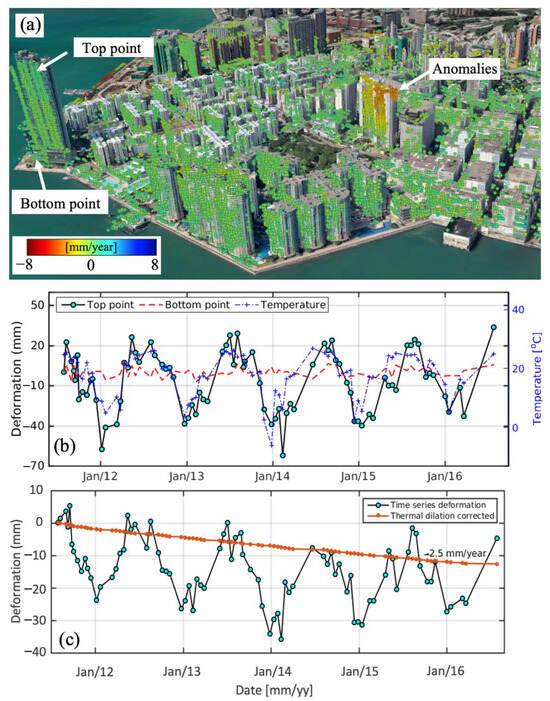 (a)
Top point
Anomalies
Bottom point
[mm/year]
−8 0 8
Top point Bottom point Temperature
60
20
-10
-40
-70
Deformation (mm)
40
20
0
Temperature [°C]
(b)
Jan/12 Jan/13 Jan/14 Jan/15 Jan/16
Time series deformation
Thermal dilation corrected
10
0
−10
−20
−30
−40
Deformation (mm)
-2.5 mm/year
(c)
Jan/12 Jan/13 Jan/14 Jan/15 Jan/16
Date [mm/yy]